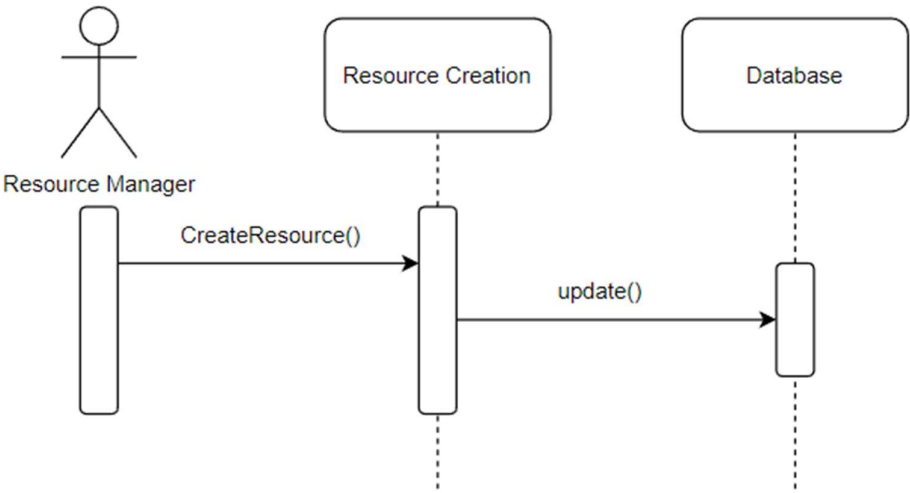 Resource Creation
Database
Resource Manager
CreateResource()
update()